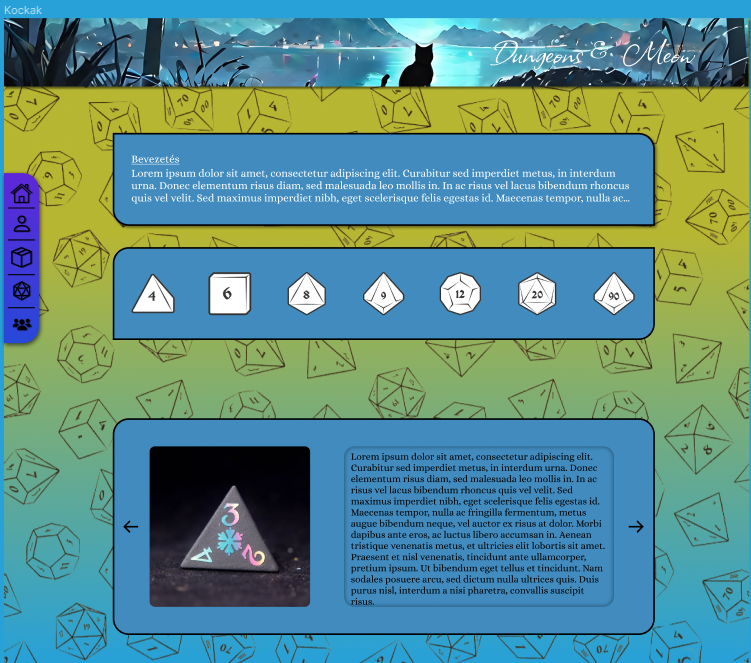 Kockak
Dungeons & Meon
70
00
Bevezetés
Lorem ipsum dolor sit amet, consectetur adipiscing elit. Curabitur sed imperdiet metus, in interdum
urna. Donec elementum risus diam, sed malesuada leo mollis in. In ac risus vel lacus bibendum rhoncus
quis vel velit. Sed maximus imperdiet nibh, eget scelerisque felis egestas id. Maecenas tempor, nulla ac...
4 6 8 9 12 20 90
Lorem ipsum dolor sit amet, consectetur adipiscing elit.
Curabitur sed imperdiet metus, in interdum urna. Donec
elementum risus diam, sed malesuada leo mollis in. In ac
risus vel lacus bibendum rhoncus quis vel velit. Sed
maximus imperdiet nibh, eget scelerisque felis egestas id.
Maecenas tempor, nulla ac fringilla fermentum, metus
augue bibendum neque, vel auctor ex risus at dolor. Morbi
dapibus ante eros, ac luctus libero accumsan in. Aenean
tristique venenatis metus, et ultricies elit lobortis sit amet.
Praesent et nisl venenatis, tincidunt ante ullamcorper,
pretium ipsum. Ut bibendum eget tellus et tincidunt. Nam
sodales posuere arcu, sed dictum nulla ultrices quis. Duis
purus nisl, interdum a nisi pharetra, convallis suscipit
risus.
3
4 2